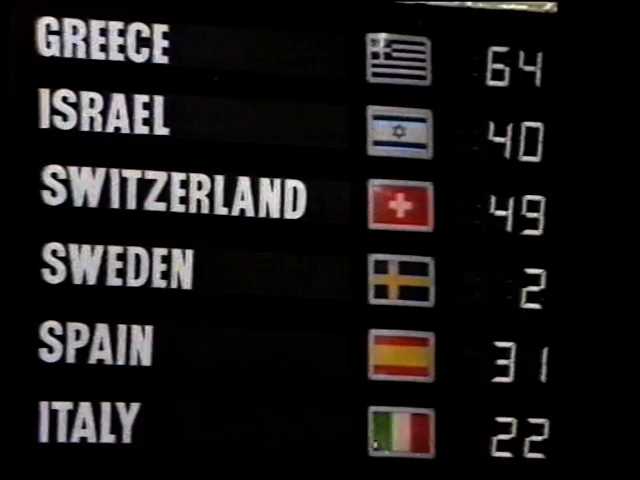 GREECE 64
ISRAEL 40
SWITZERLAND 49
SWEDEN 2
SPAIN 31
ITALY 22